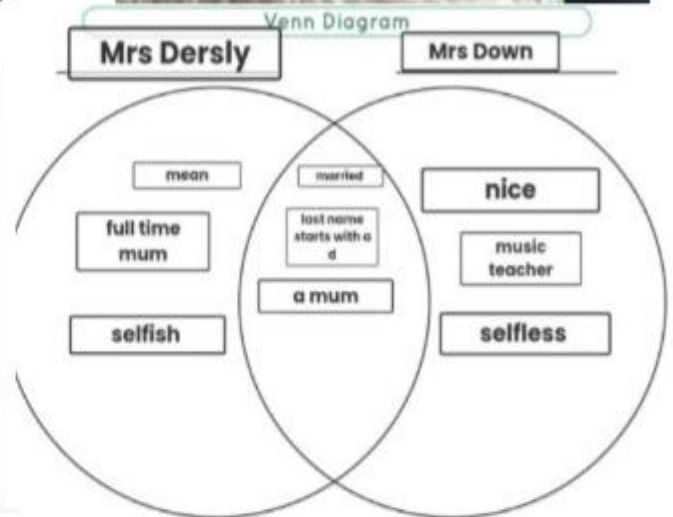 Venn Diagram
Mrs Dersly
Mrs Down
mean
full time
mum
selfish
married
last name
starts with a
d
a mum
nice
music
teacher
selfless